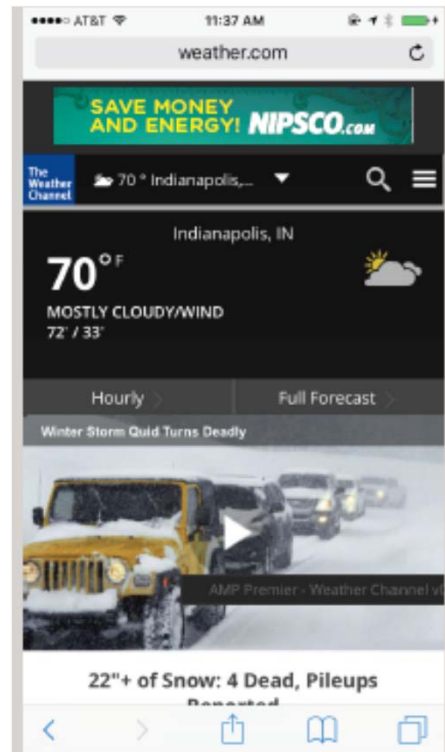 AT&T 11:37 AM
weather.com
SAVE MONEY
AND ENERGY! NIPSCO.COM
The
Weather
Channel
70° Indianapolis,...
Indianapolis, IN
70°F
MOSTLY CLOUDY/WIND
72° / 33°
Hourly Full Forecast
Winter Storm Quid Turns Deadly
AMP Premier - Weather Channel v
22"+ of Snow: 4 Dead, Pileups
Reported